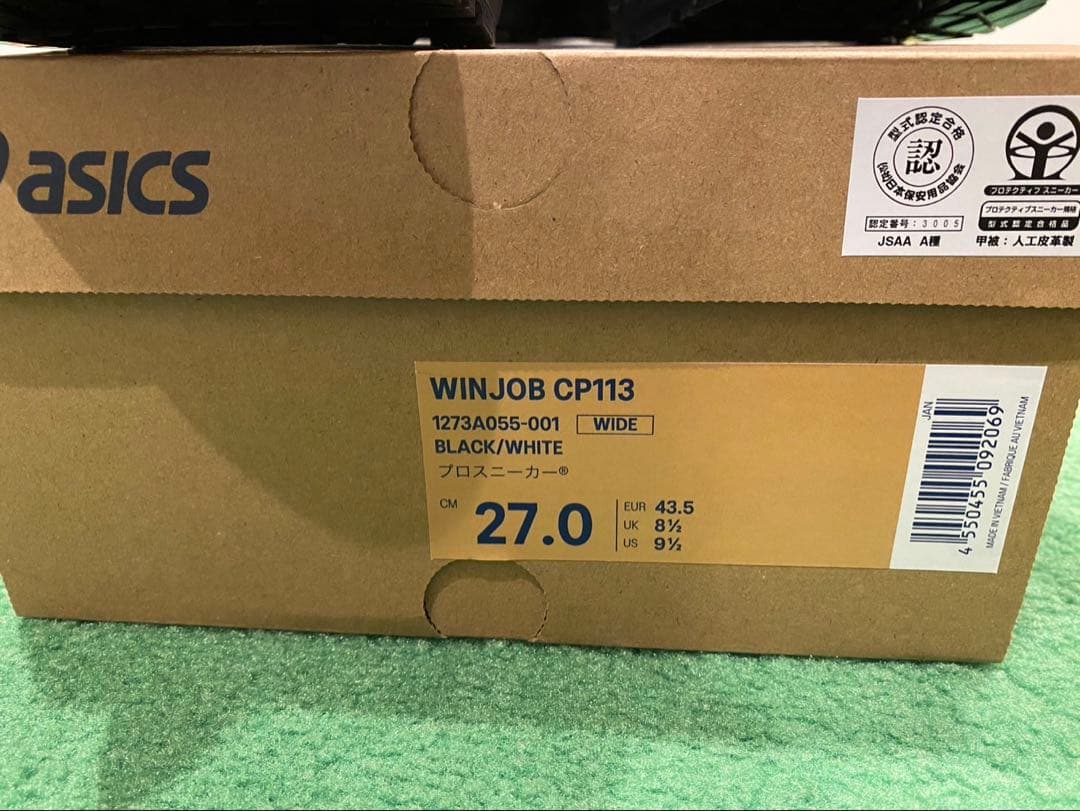 asics
型式認定合格
認
(公社)日本保安用品協会
認定番号:3005
JSAA A種
プロテクティブ スニーカー
プロテクティブスニーカー規格
型式認定合格品
甲被:人工皮革製
WINJOB CP113
1273A055-001 WIDE
BLACK/WHITE
プロスニーカー®
CM 27.0
EUR 43.5
UK 8½
US 9½
JAN
4 550455 092069
MADE IN VIETNAM / FABRIQUE AU VIETNAM